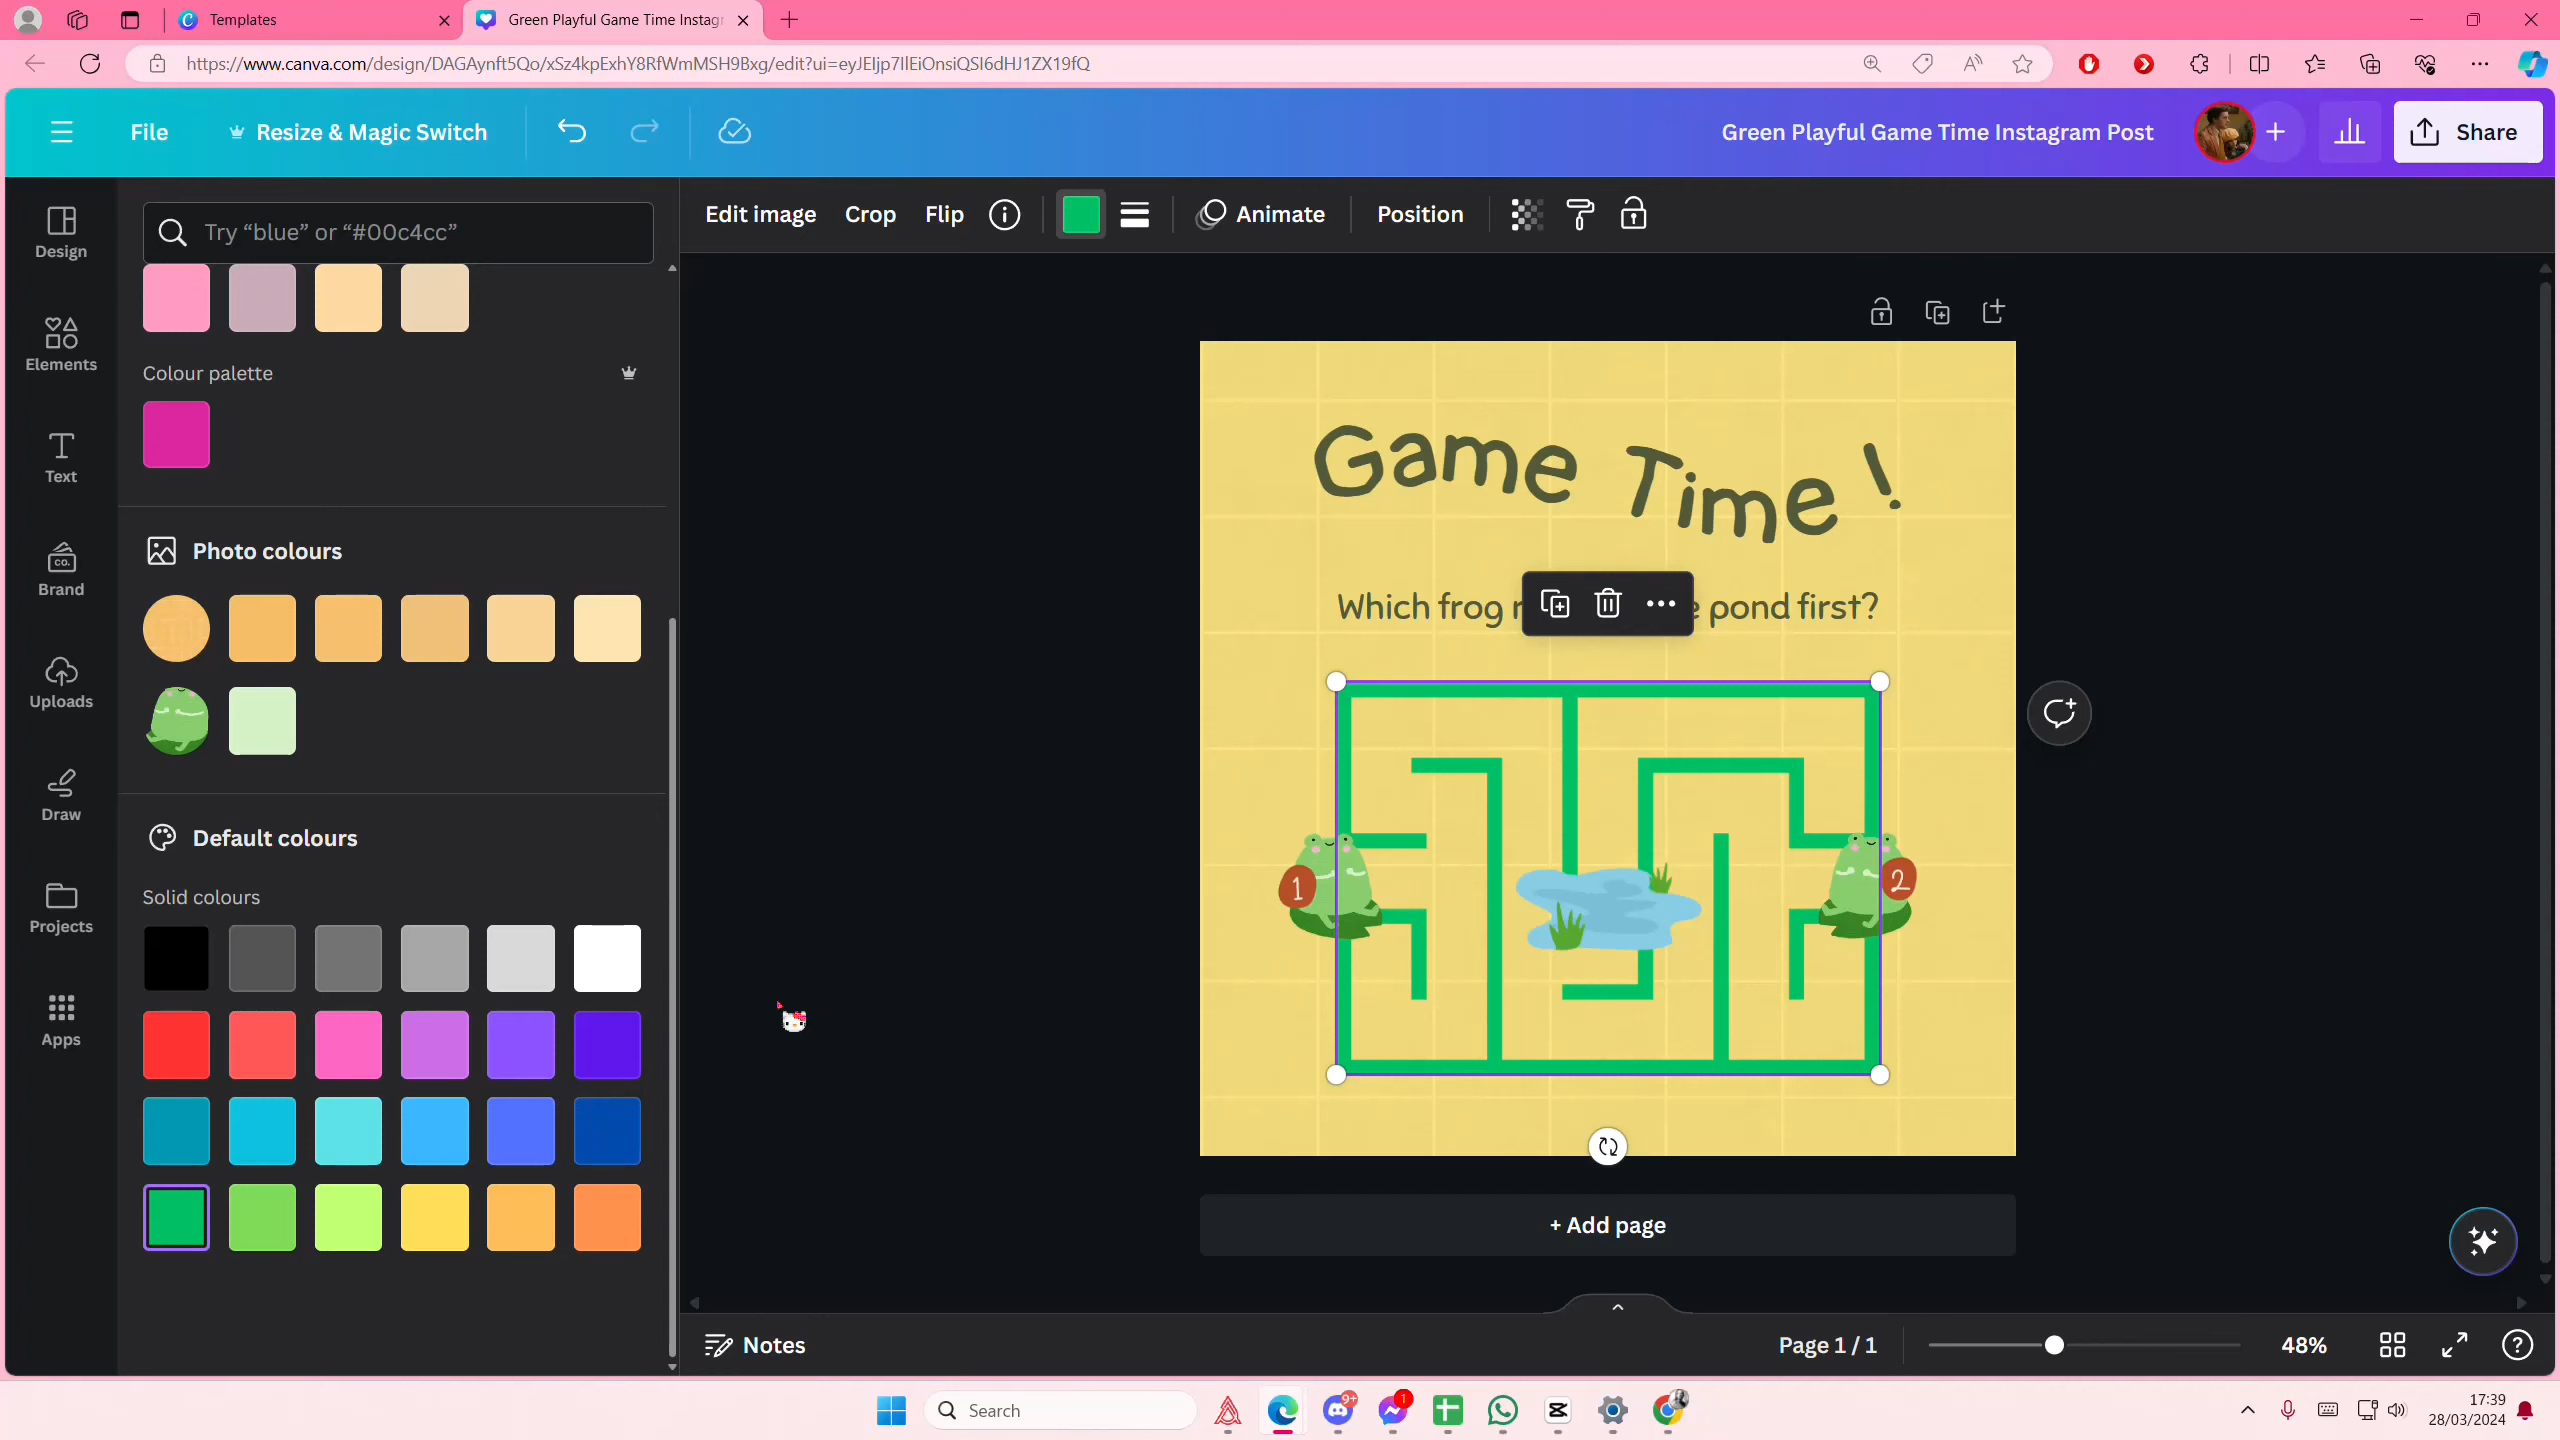 Templates
Green Playful Game Time Instag
https://www.canva.com/design/DAGAynft5Qo/xSz4kpExhY8RfWmMSH9Bxg/edit?ui=eyJEIjp7IlEiOnsiQSI6dHJ1ZX19fQ
File
Resize & Magic Switch
Green Playful Game Time Instagram Post
Share
Design
Elements
Text
Brand
Uploads
Draw
Projects
Apps
Try “blue” or “#00c4cc”
Colour palette
Photo colours
Default colours
Solid colours
Edit image
Crop
Flip
Animate
Position
Game Time!
Which frog
e pond first?
1
2
+ Add page
Notes
Page 1 / 1
48%
Search
9+
1
17:39
28/03/2024